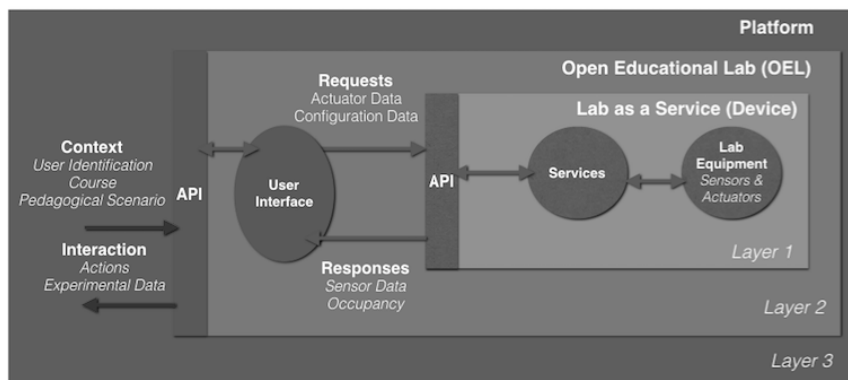 Platform
Open Educational Lab (OEL)
Lab as a Service (Device)
Requests
Actuator Data
Configuration Data
Context
User Identification
Course
Pedagogical Scenario
API
User
Interface
API
Services
Lab
Equipment
Sensors &
Actuators
Interaction
Actions
Experimental Data
Responses
Sensor Data
Occupancy
Layer 1
Layer 2
Layer 3